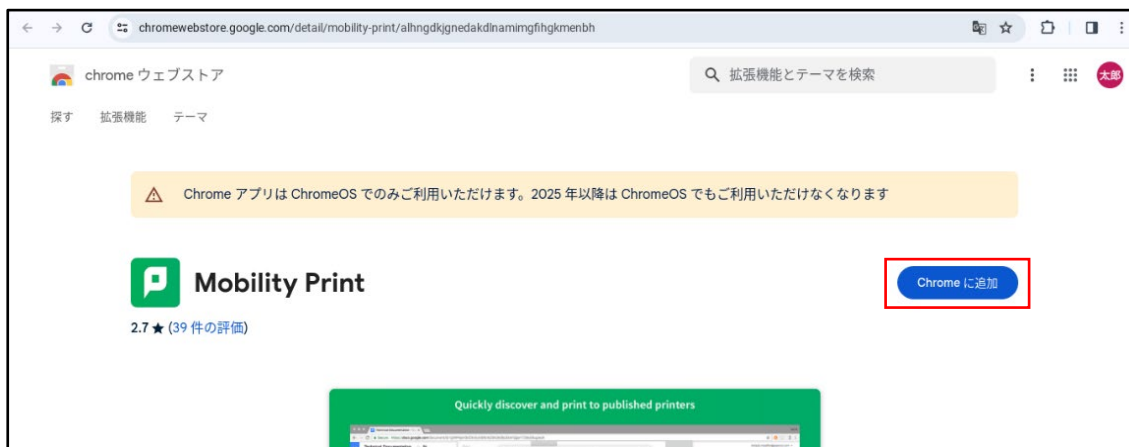 chromewebstore.google.com/detail/mobility-print/alhngdkjgnedakdlnamimgfihgkmenbh
chrome ウェブストア
拡張機能とテーマを検索
太郎
探す 拡張機能 テーマ
Chrome アプリは ChromeOS でのみご利用いただけます。2025 年以降は ChromeOS でもご利用いただけなくなります
Mobility Print
Chrome に追加
2.7 ★ (39 件の評価)
Quickly discover and print to published printers